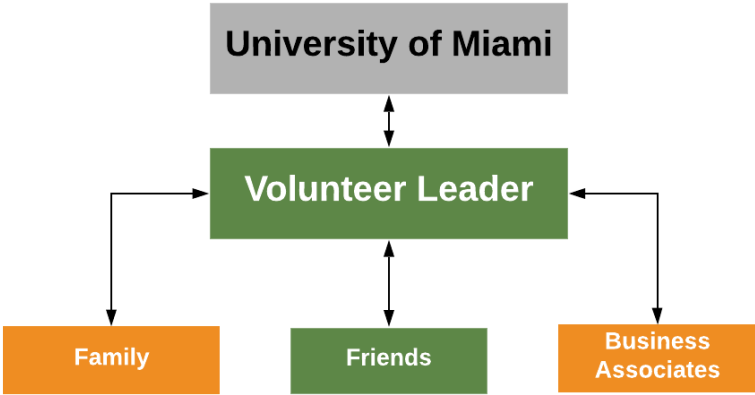 University of Miami
Volunteer Leader
Family
Friends
Business
Associates